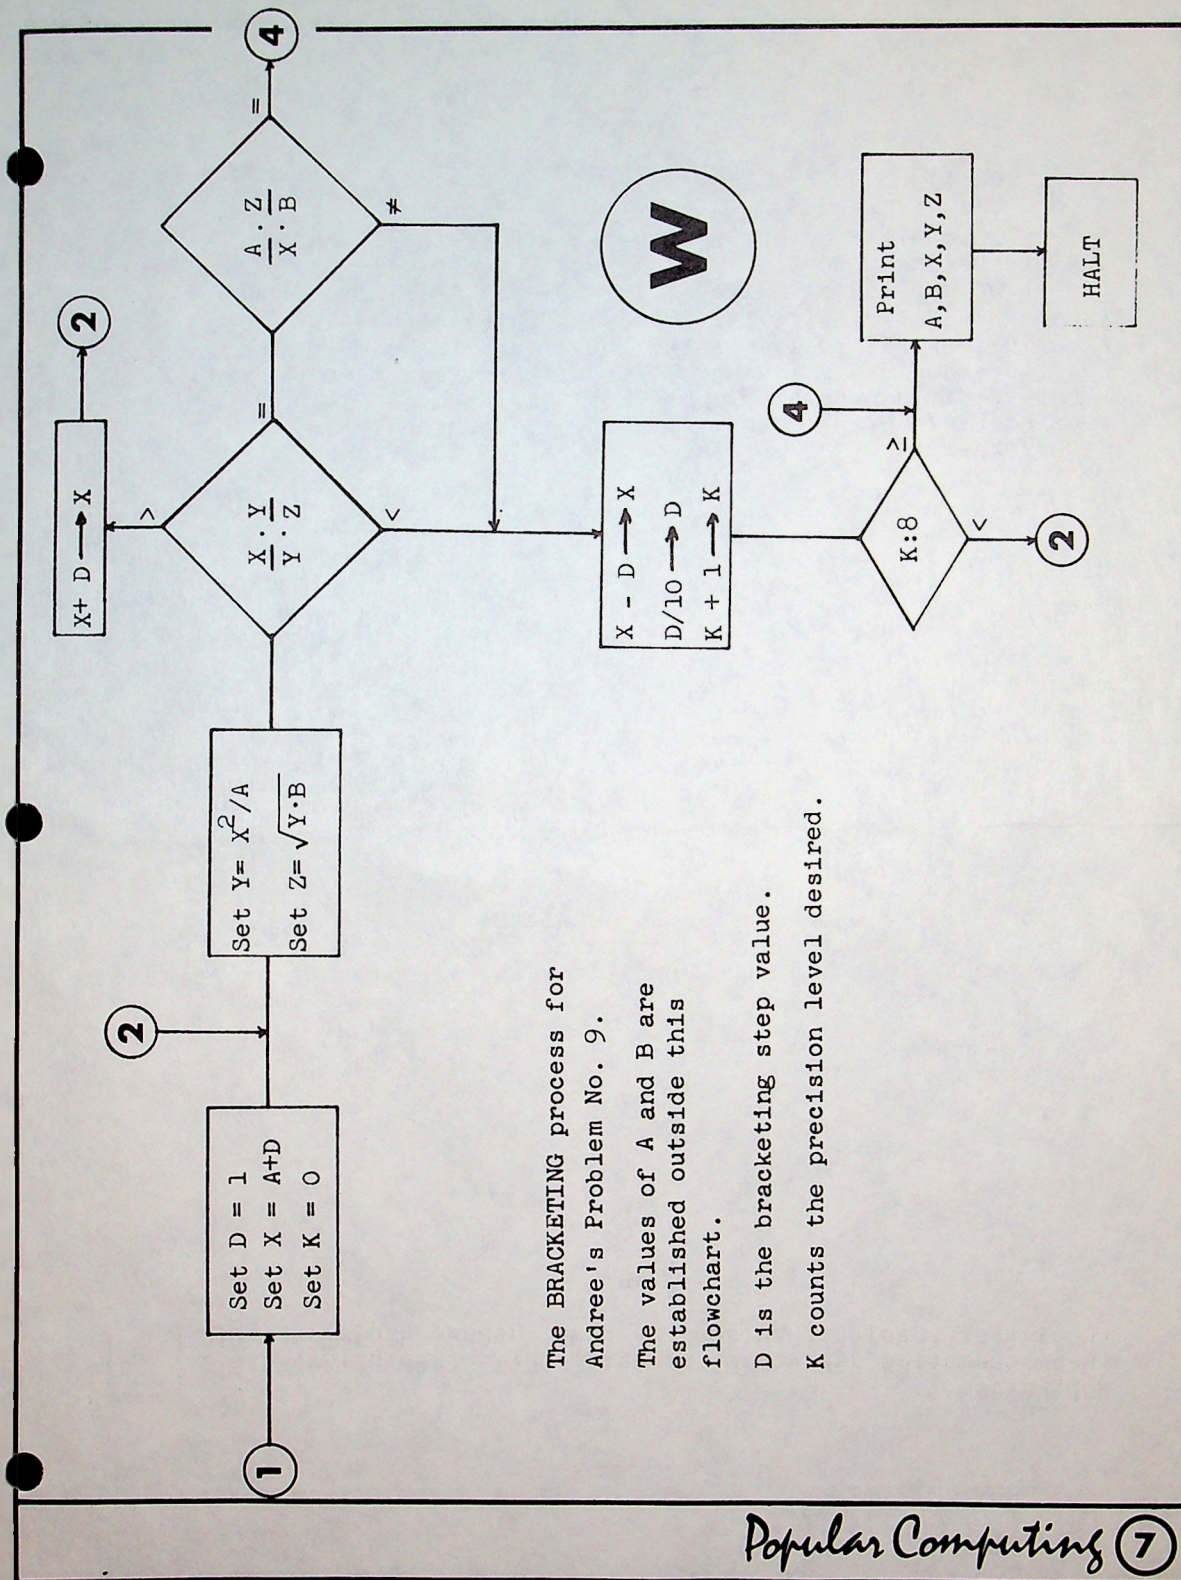 1
Set D = 1
Set X = A+D
Set K = 0
2
Set Y= X²/A
Set Z= √Y·B
X+ D ⟶ X
2
>
X/Y : Y/Z
=
<
A/X : Z/B
=
4
≠
W
X - D ⟶ X
D/10 ⟶ D
K + 1 ⟶ K
K:8
≥
4
<
2
Print
A,B,X,Y,Z
HALT
The BRACKETING process for
Andree's Problem No. 9.
The values of A and B are
established outside this
flowchart.
D is the bracketing step value.
K counts the precision level desired.
Popular Computing 7